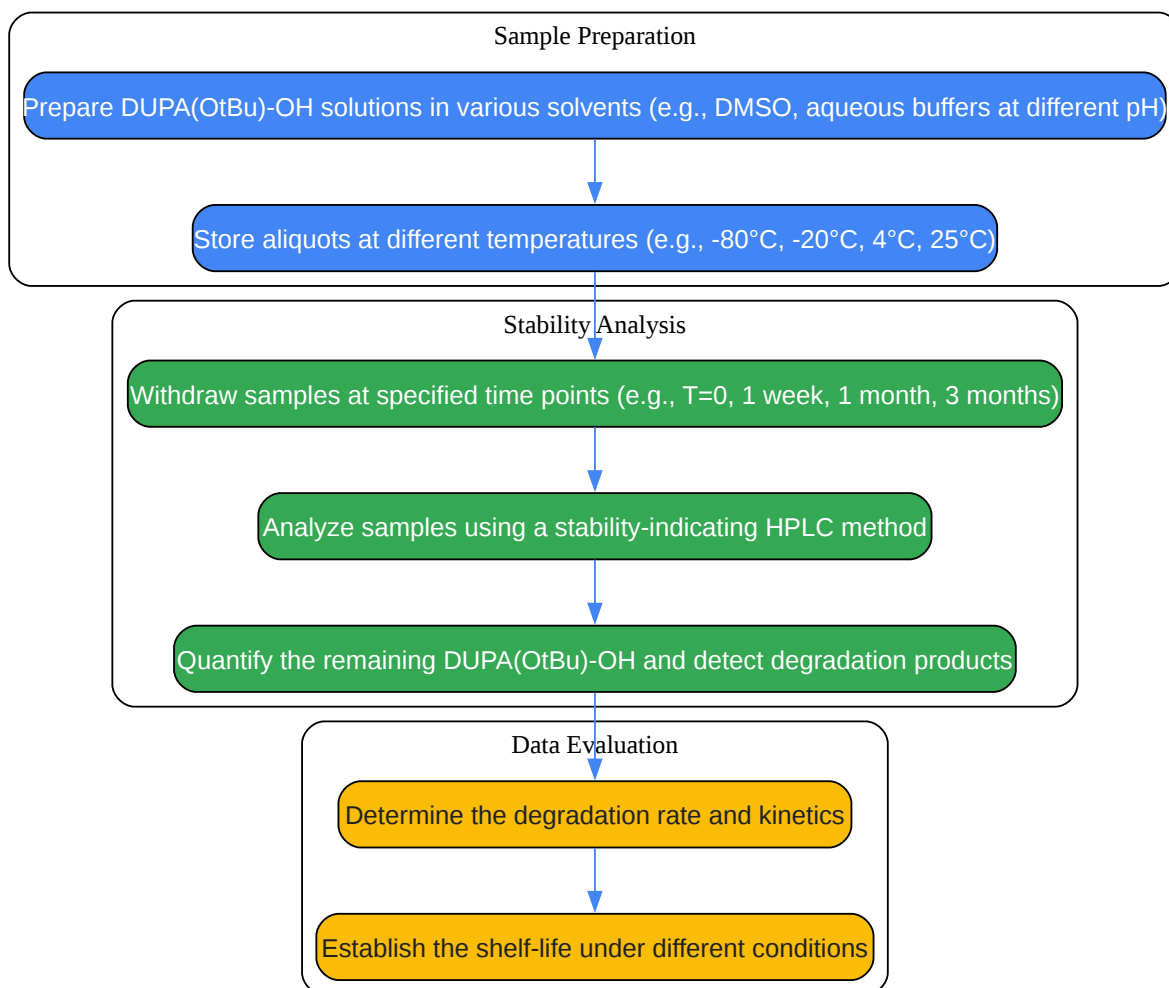 Sample Preparation
Prepare DUPA(OtBu)-OH solutions in various solvents (e.g., DMSO, aqueous buffers at different pH)
Store aliquots at different temperatures (e.g., -80°C, -20°C, 4°C, 25°C)
Stability Analysis
Withdraw samples at specified time points (e.g., T=0, 1 week, 1 month, 3 months)
Analyze samples using a stability-indicating HPLC method
Quantify the remaining DUPA(OtBu)-OH and detect degradation products
Data Evaluation
Determine the degradation rate and kinetics
Establish the shelf-life under different conditions